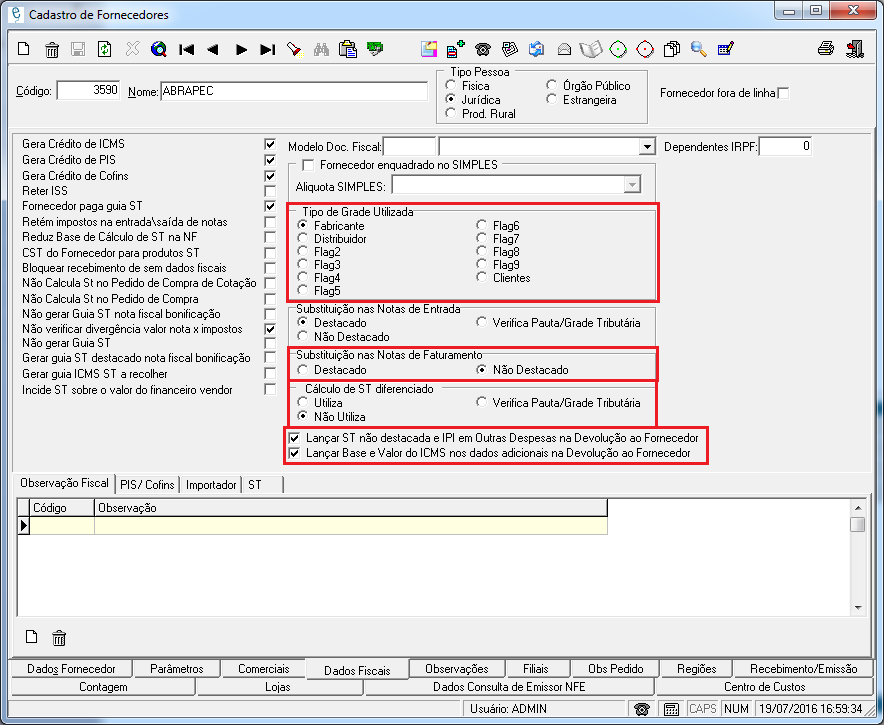 Cadastro de Fornecedores
Código: 3590 Nome: ABRAPEC
Tipo Pessoa
Fisica Órgão Público
Jurídica Estrangeira
Prod. Rural
Fornecedor fora de linha
Gera Crédito de ICMS
Gera Crédito de PIS
Gera Crédito de Cofins
Reter ISS
Fornecedor paga guia ST
Retém impostos na entrada\saída de notas
Reduz Base de Cálculo de ST na NF
CST do Fornecedor para produtos ST
Bloquear recebimento de sem dados fiscais
Não Calcula St no Pedido de Compra de Cotação
Não Calcula St no Pedido de Compra
Não gerar Guia ST nota fiscal bonificação
Não verificar divergência valor nota x impostos
Não gerar Guia ST
Gerar guia ST destacado nota fiscal bonificação
Gerar guia ICMS ST a recolher
Incide ST sobre o valor do financeiro vendor
Modelo Doc. Fiscal: Dependentes IRPF: 0
Fornecedor enquadrado no SIMPLES
Aliquota SIMPLES:
Tipo de Grade Utilizada
Fabricante Flag6
Distribuidor Flag7
Flag2 Flag8
Flag3 Flag9
Flag4 Clientes
Flag5
Substituição nas Notas de Entrada
Destacado Verifica Pauta/Grade Tributária
Não Destacado
Substituição nas Notas de Faturamento
Destacado Não Destacado
Cálculo de ST diferenciado
Utiliza Verifica Pauta/Grade Tributária
Não Utiliza
Lançar ST não destacada e IPI em Outras Despesas na Devolução ao Fornecedor
Lançar Base e Valor do ICMS nos dados adicionais na Devolução ao Fornecedor
Observação Fiscal PIS/ Cofins Importador ST
Código Observação
Dados Fornecedor Parâmetros Comerciais Dados Fiscais Observações Filiais Obs Pedido Regiões Recebimento/Emissão
Contagem Lojas Dados Consulta de Emissor NFE Centro de Custos
Usuário: ADMIN CAPS NUM 19/07/2016 16:59:34